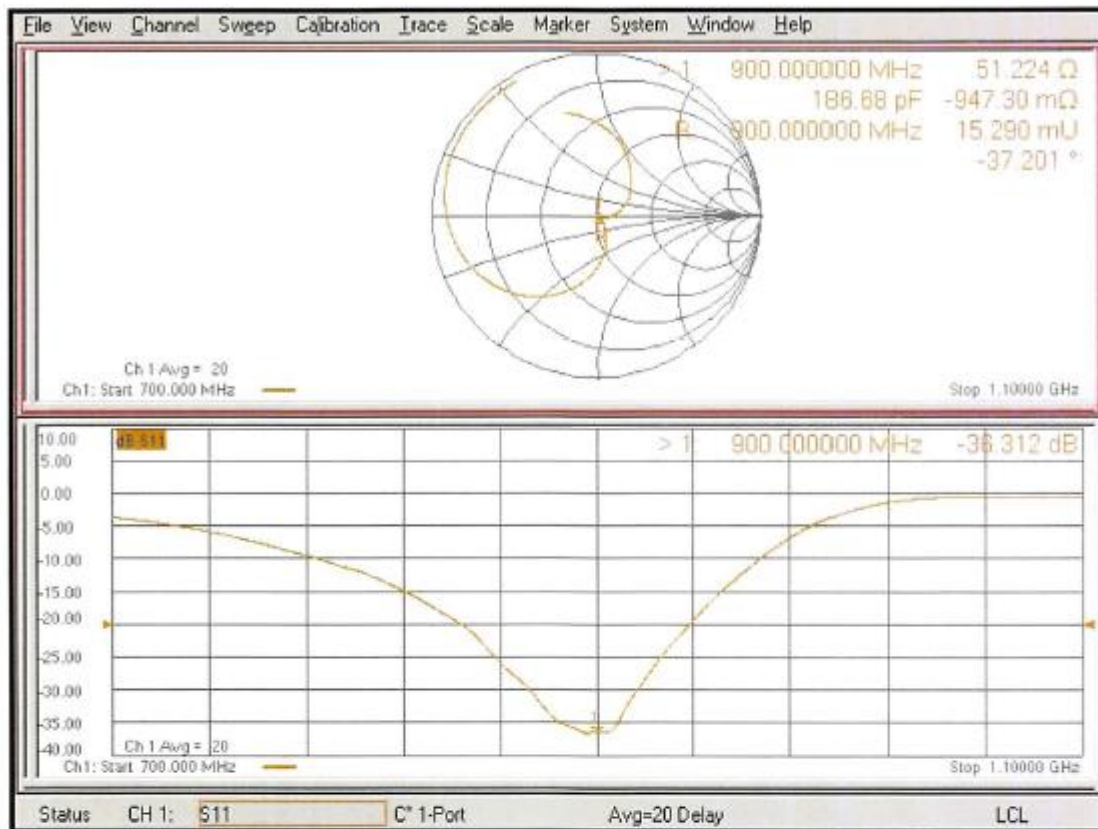 File View Channel Sweep Calibration Trace Scale Marker System Window Help
> 1 900.000000 MHz 51.224 Ω
186.68 pF -947.30 mΩ
R 900.000000 MHz 15.290 mU
-37.201 °
Ch 1 Avg = 20
Ch1: Start 700.000 MHz
Stop 1.10000 GHz
dB S11
> 1 900.000000 MHz -36.312 dB
10.00
5.00
0.00
-5.00
-10.00
-15.00
-20.00
-25.00
-30.00
-35.00
-40.00
1
Ch 1 Avg = 20
Ch1: Start 700.000 MHz
Stop 1.10000 GHz
Status CH 1: S11 C* 1-Port Avg=20 Delay LCL